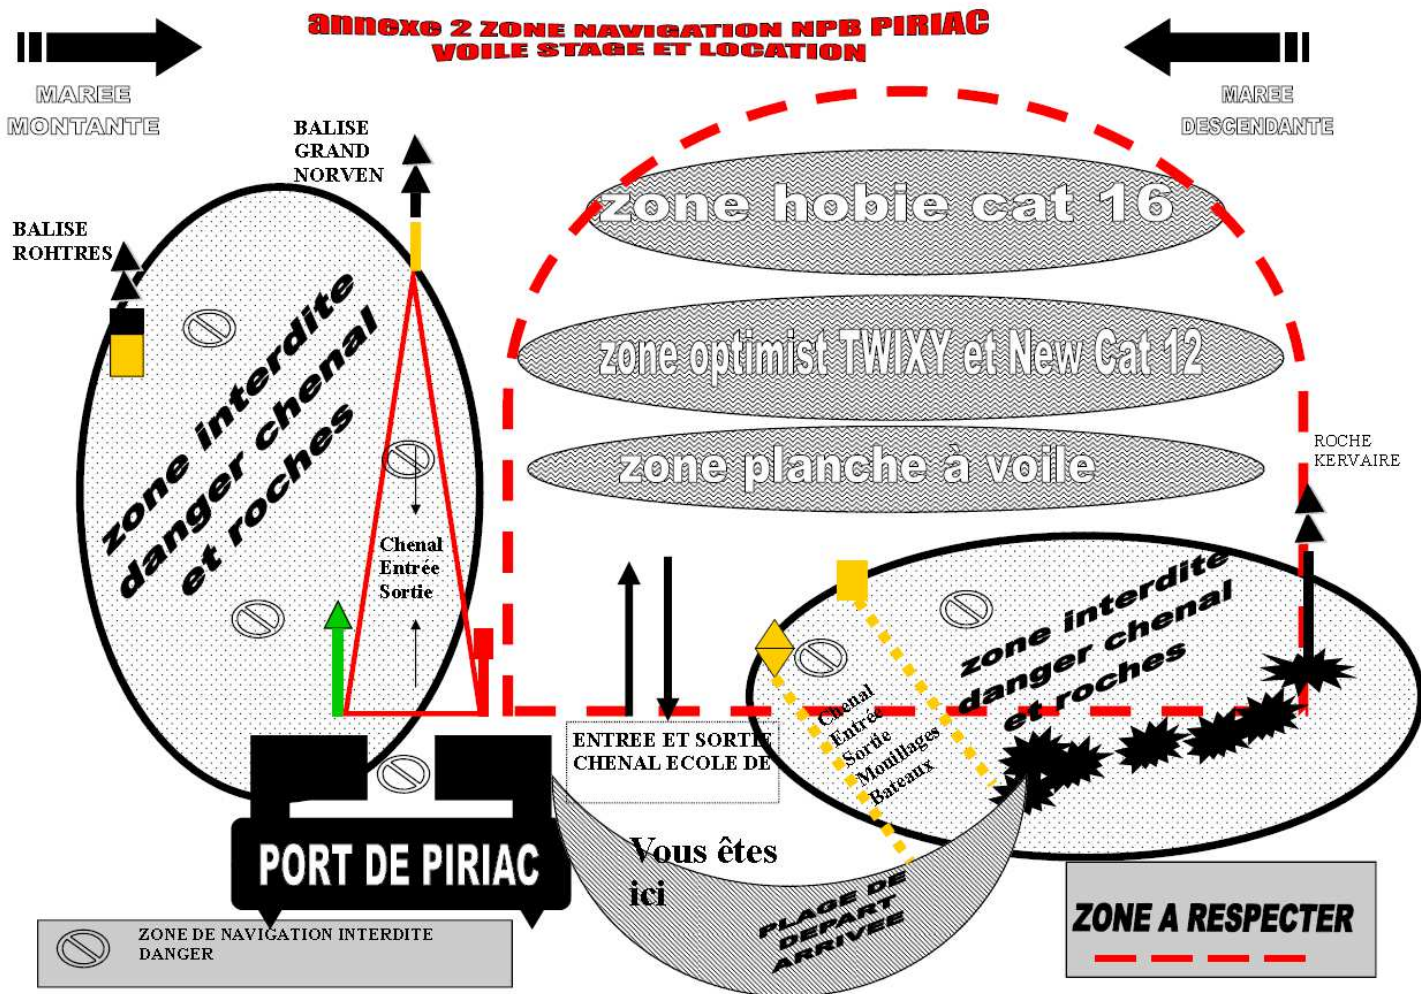 annexe 2 ZONE NAVIGATION NPB PIRIAC
VOILE STAGE ET LOCATION
MAREE
MONTANTE
MAREE
DESCENDANTE
BALISE
GRAND
NORVEN
BALISE
ROHTRES
zone interdite
danger chenal
et roches
Chenal
Entrée
Sortie
zone hobie cat 16
zone optimist TWIXY et New Cat 12
zone planche à voile
ROCHE
KERVAIRE
zone interdite
danger chenal
et roches
Chenal
Entrée
Sortie
Mouillages
Bateaux
ENTREE ET SORTIE
CHENAL ECOLE DE
PORT DE PIRIAC
Vous êtes
ici
PLAGE DE
DEPART
ARRIVEE
ZONE DE NAVIGATION INTERDITE
DANGER
ZONE A RESPECTER